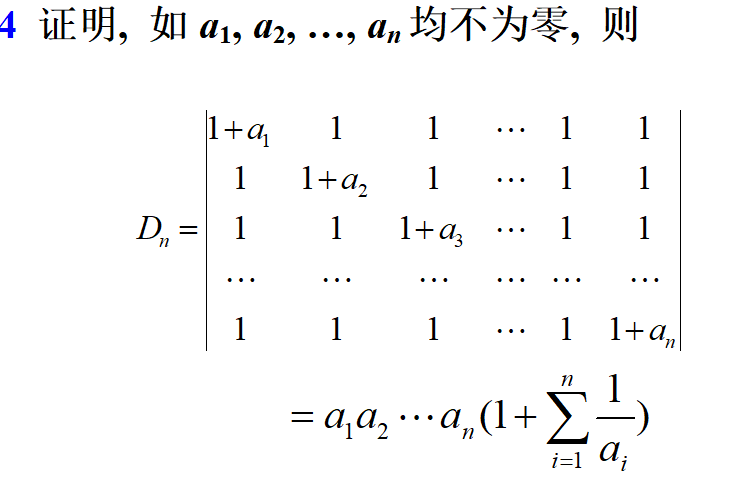 4 证明, 如 a₁, a₂, …, aₙ 均不为零, 则
1+a₁ 1 1 ⋯ 1 1
1 1+a₂ 1 ⋯ 1 1
Dₙ = 1 1 1+a₃ ⋯ 1 1
⋯ ⋯ ⋯ ⋯ ⋯ ⋯
1 1 1 ⋯ 1 1+aₙ
= a₁a₂ ⋯ aₙ(1+ ∑_{i=1}^{n} 1/aᵢ)